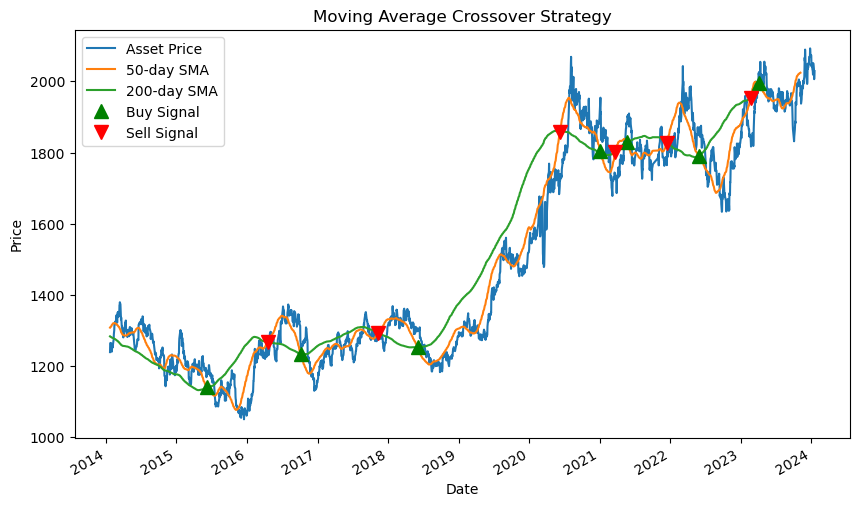 Moving Average Crossover Strategy
Asset Price
50-day SMA
200-day SMA
Buy Signal
Sell Signal
Price
2000
1800
1600
1400
1200
1000
2014
2015
2016
2017
2018
2019
2020
2021
2022
2023
2024
Date